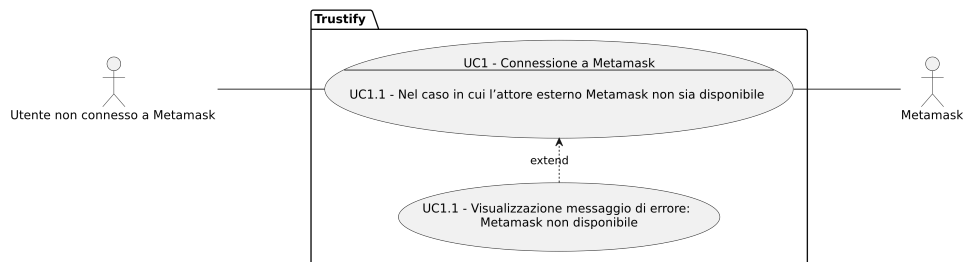 Trustify
UC1 - Connessione a Metamask
UC1.1 - Nel caso in cui l’attore esterno Metamask non sia disponibile
Utente non connesso a Metamask
Metamask
extend
UC1.1 - Visualizzazione messaggio di errore:
Metamask non disponibile